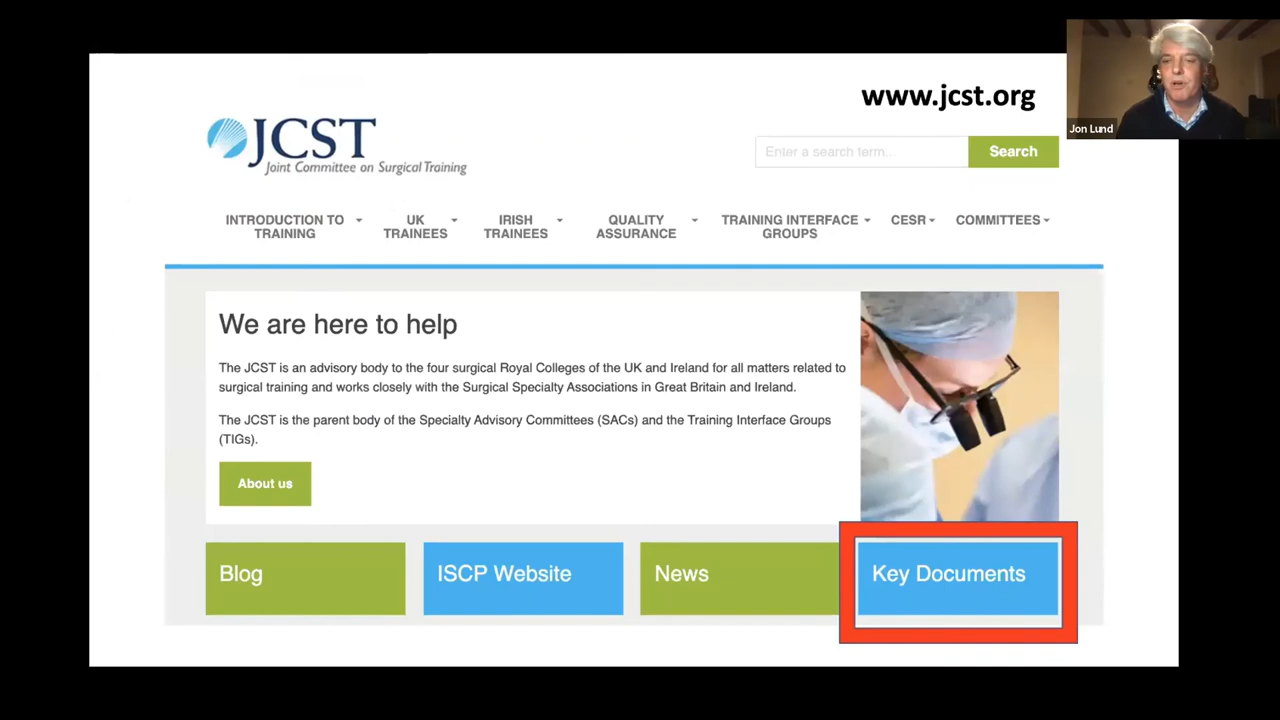 www.jcst.org
Jon Lund
JCST
Joint Committee on Surgical Training
Enter a search term...
Search
INTRODUCTION TO
TRAINING
UK
TRAINEES
IRISH
TRAINEES
QUALITY
ASSURANCE
TRAINING INTERFACE
GROUPS
CESR
COMMITTEES
We are here to help
The JCST is an advisory body to the four surgical Royal Colleges of the UK and Ireland for all matters related to
surgical training and works closely with the Surgical Specialty Associations in Great Britain and Ireland.
The JCST is the parent body of the Specialty Advisory Committees (SACs) and the Training Interface Groups
(TIGs).
About us
Blog
ISCP Website
News
Key Documents